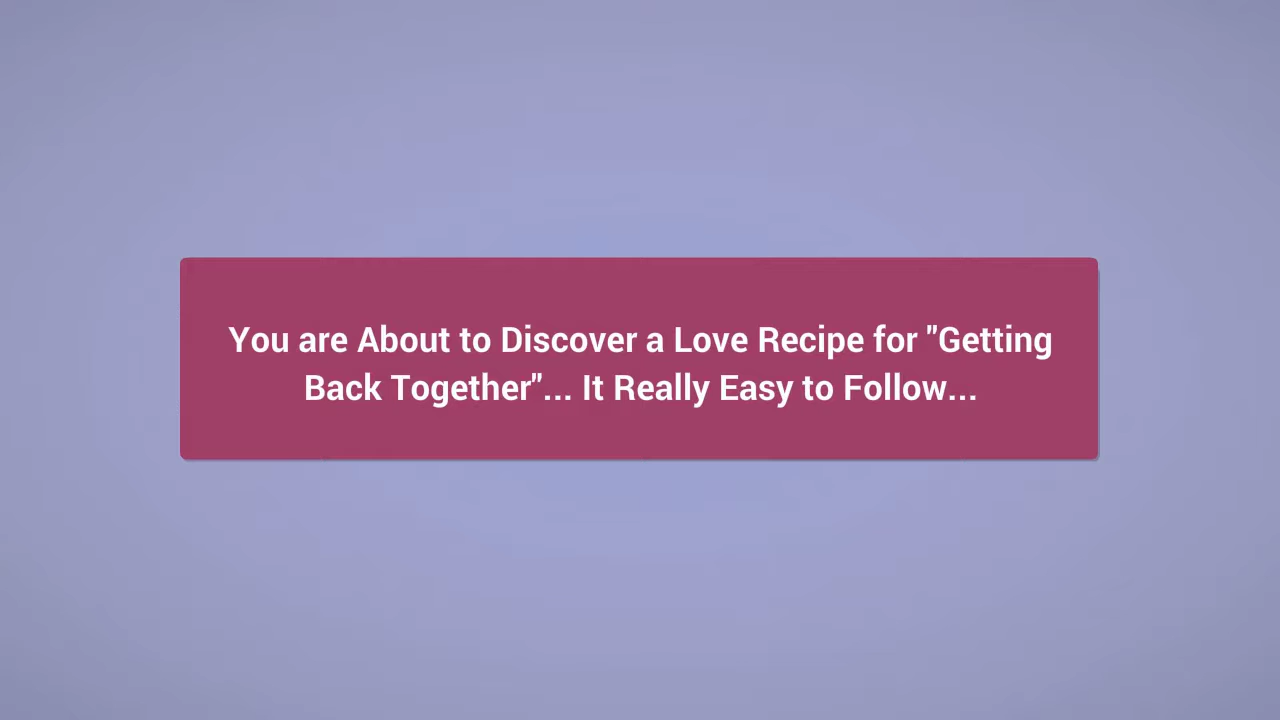 You are About to Discover a Love Recipe for "Getting
Back Together"... It Really Easy to Follow...